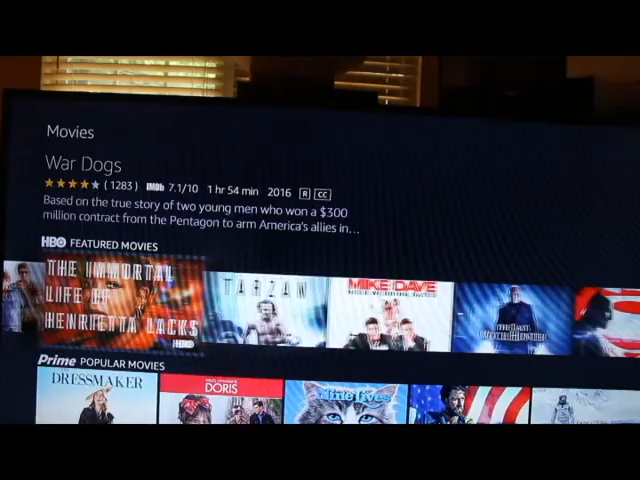 Movies
War Dogs
(1283) IMDb 7.1/10 1 hr 54 min 2016 R CC
Based on the true story of two young men who won a $300
million contract from the Pentagon to arm America's allies in...
HBO FEATURED MOVIES
THE IMMORTAL
LIFE OF
HENRIETTA LACKS
HBO
TARZAN
MIKE DAVE
Prime POPULAR MOVIES
DRESSMAKER
DORIS
nine lives